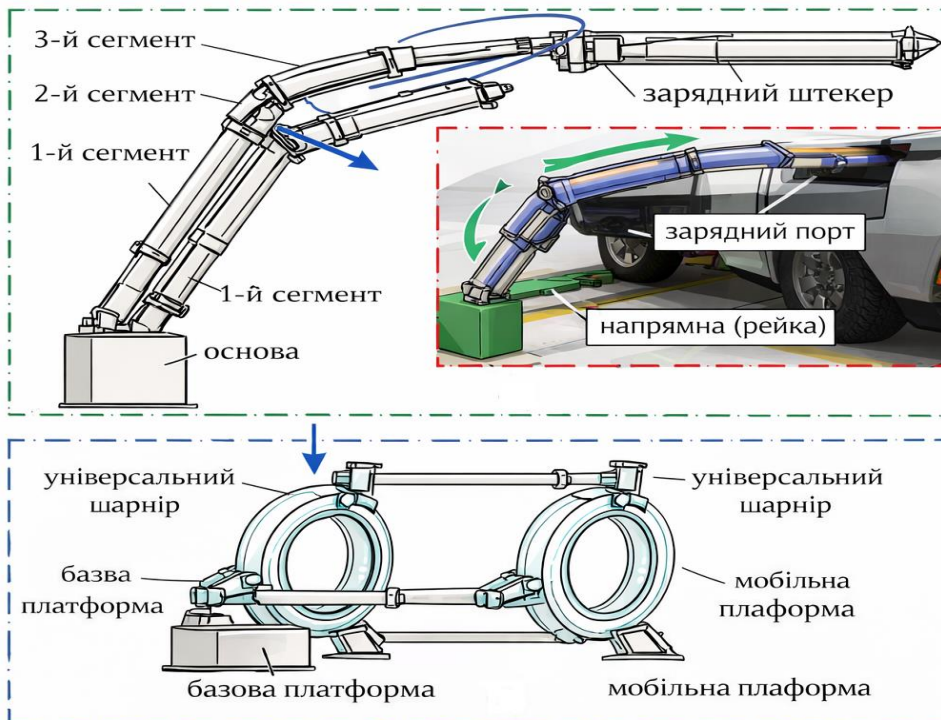 3-й сегмент
2-й сегмент
1-й сегмент
1-й сегмент
основа
зарядний штекер
зарядний порт
напрямна (рейка)
універсальний
шарнір
універсальний
шарнір
базва
платформа
мобільна
плаформа
базова платформа
мобільна плаформа